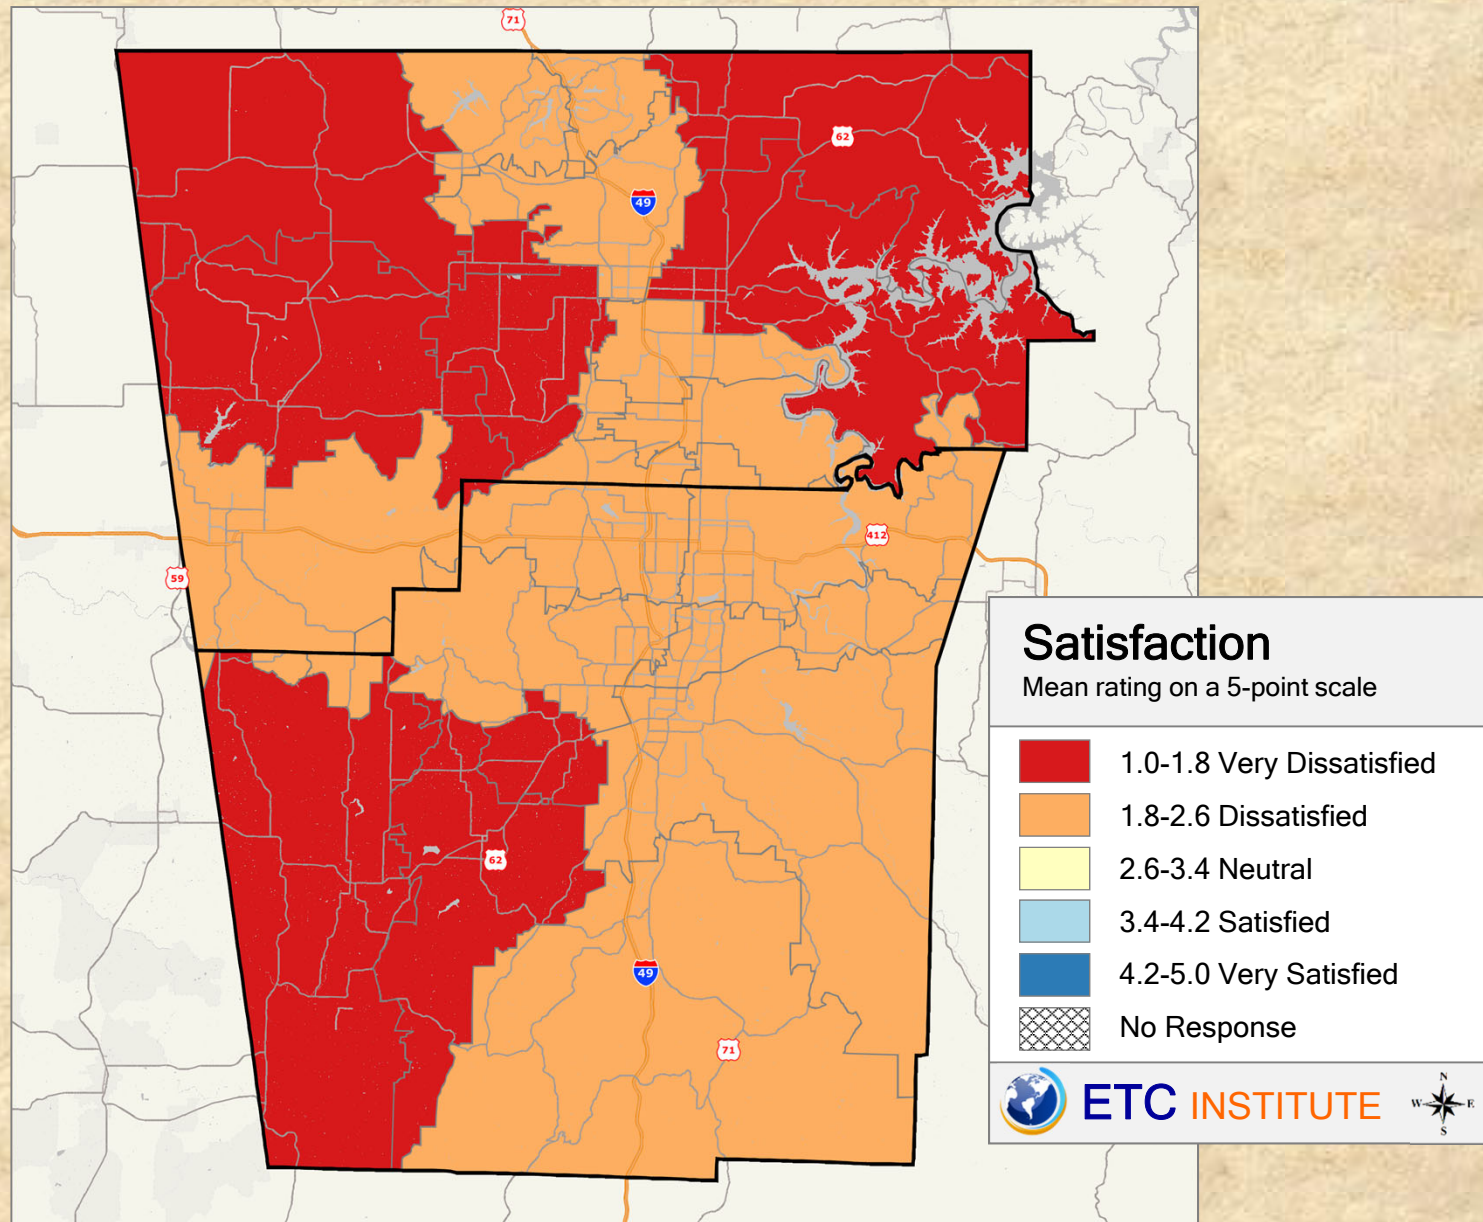 71
62
49
412
59
62
49
71
Satisfaction
Mean rating on a 5-point scale
1.0-1.8 Very Dissatisfied
1.8-2.6 Dissatisfied
2.6-3.4 Neutral
3.4-4.2 Satisfied
4.2-5.0 Very Satisfied
No Response
ETC INSTITUTE
N
W E
S